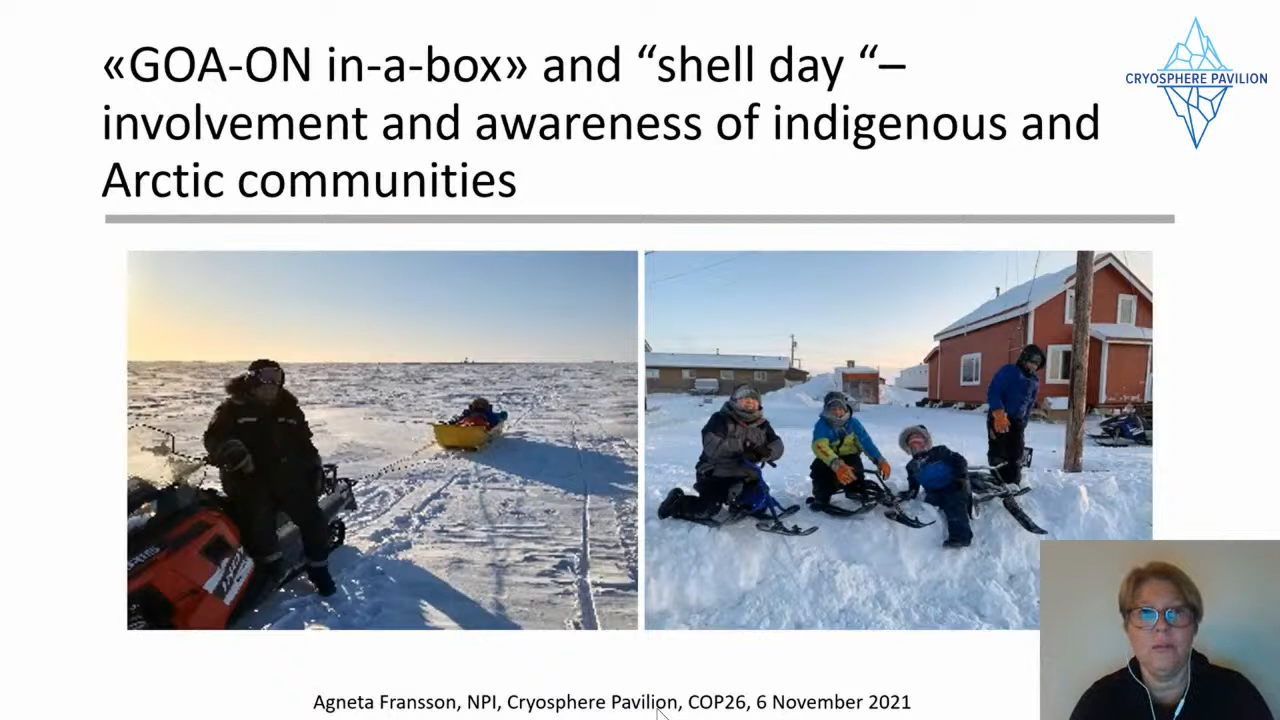 «GOA-ON in-a-box» and “shell day “–
involvement and awareness of indigenous and
Arctic communities
CRYOSPHERE PAVILION
Agneta Fransson, NPI, Cryosphere Pavilion, COP26, 6 November 2021